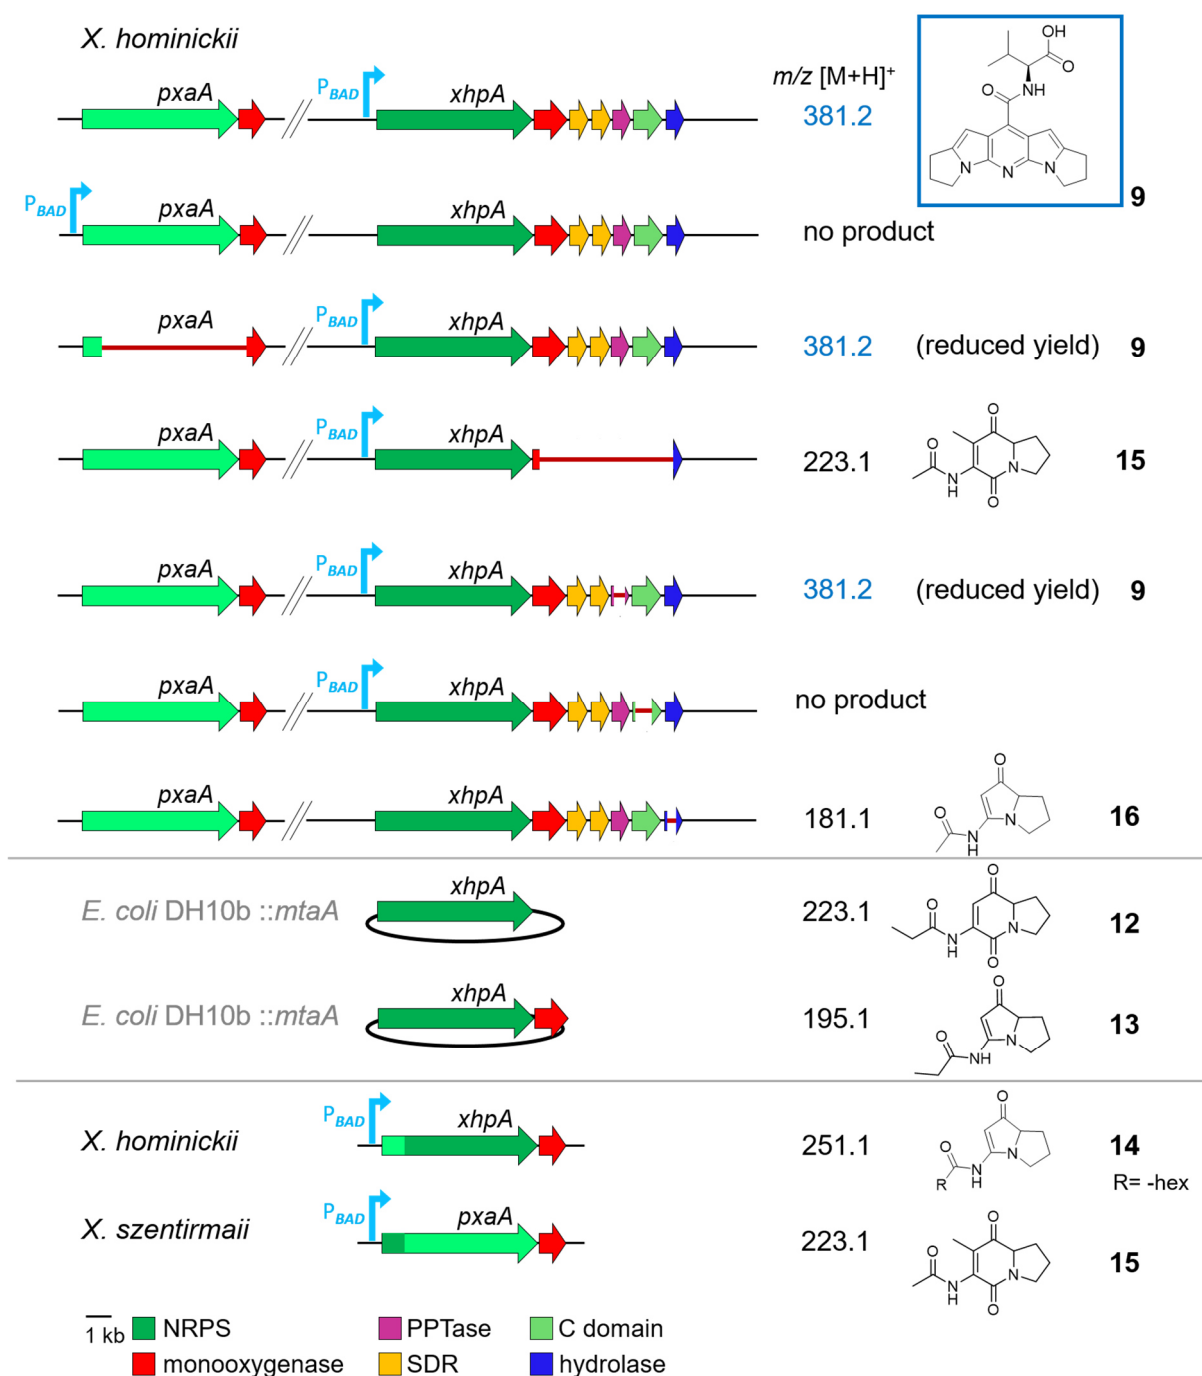 X. hominickii
m/z [M+H]+
pxaA PBAD xhpA 381.2
OH
O
O NH
N N N
9
PBAD pxaA xhpA no product
pxaA PBAD xhpA 381.2 (reduced yield) 9
pxaA PBAD xhpA 223.1 15
O
O
N
N
H
O
pxaA PBAD xhpA 381.2 (reduced yield) 9
pxaA PBAD xhpA no product
pxaA xhpA 181.1 16
O
O
N
N
H
E. coli DH10b ::mtaA xhpA 223.1 12
O
O
N
N
H
O
E. coli DH10b ::mtaA xhpA 195.1 13
O
O
N
NH
X. hominickii PBAD xhpA 251.1 14
O
O
N
N
R H
R= -hex
X. szentirmaii PBAD pxaA 223.1 15
O
O
N
N
H
O
1 kb
NRPS PPTase C domain
monooxygenase SDR hydrolase